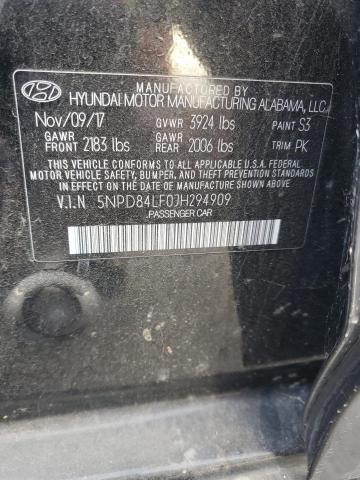 MANUFACTURED BY
HYUNDAI MOTOR MANUFACTURING ALABAMA, LLC
Nov/09/17 GVWR 3924 lbs PAINT S3
GAWR FRONT 2183 lbs GAWR REAR 2006 lbs TRIM PK
THIS VEHICLE CONFORMS TO ALL APPLICABLE U.S.A. FEDERAL
MOTOR VEHICLE SAFETY, BUMPER, AND THEFT PREVENTION
STANDARDS IN EFFECT ON THE DATE OF MANUFACTURE SHOWN ABOVE.
V.I.N 5NPD84LF0JH294909
PASSENGER CAR